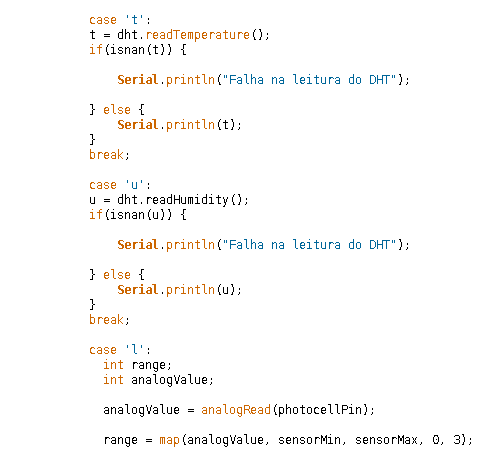 case 't':
t = dht.readTemperature();
if(isnan(t)) {
Serial.println("Falha na leitura do DHT");
} else {
Serial.println(t);
}
break;
case 'u':
u = dht.readHumidity();
if(isnan(u)) {
Serial.println("Falha na leitura do DHT");
} else {
Serial.println(u);
}
break;
case 'l':
int range;
int analogValue;
analogValue = analogRead(photocellPin);
range = map(analogValue, sensorMin, sensorMax, 0, 3);